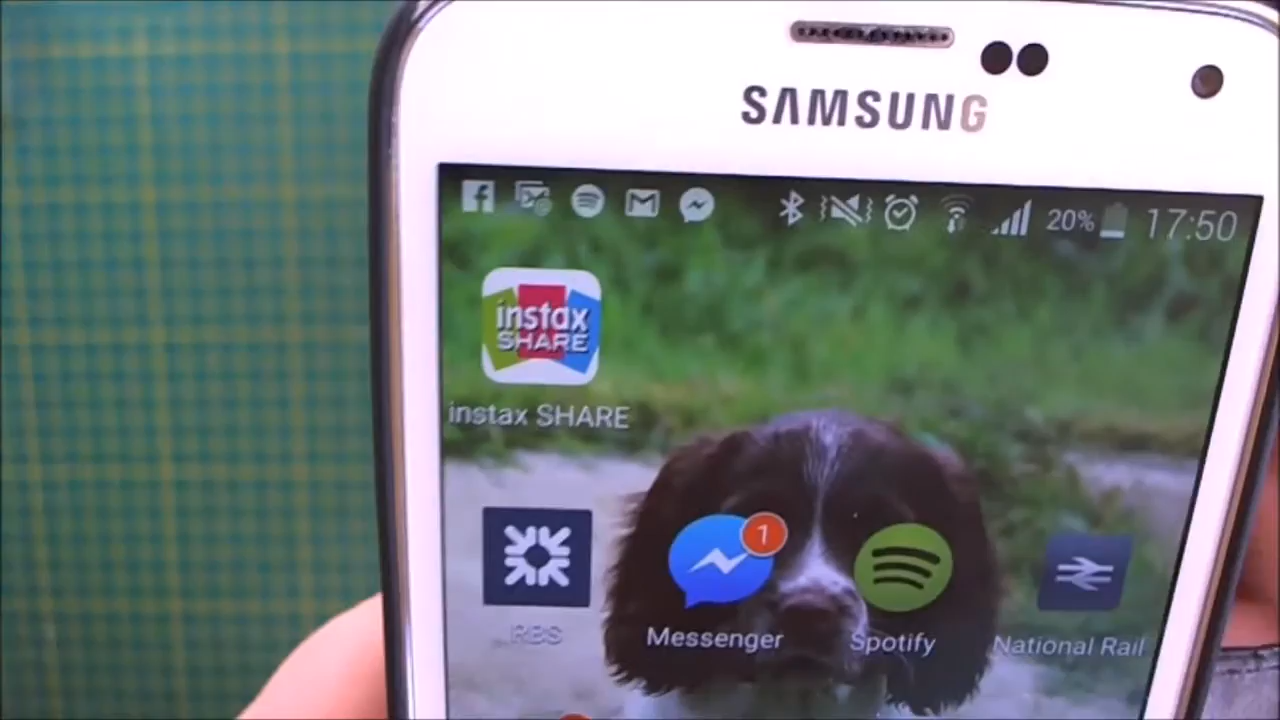 SAMSUNG
20% 17:50
instax
SHARE
instax SHARE
1
RBS
Messenger
Spotify
National Rail